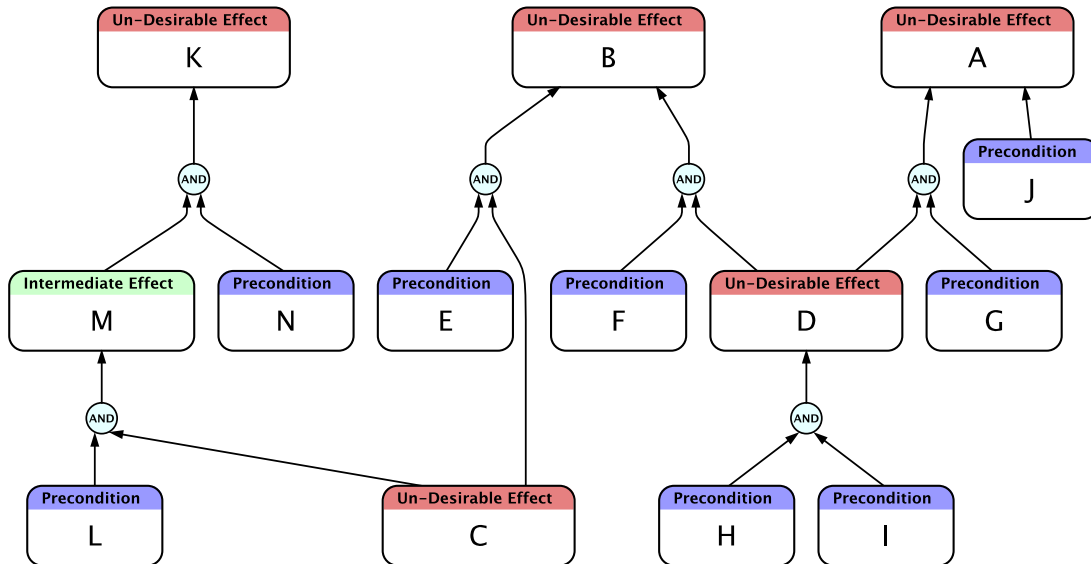 Un-Desirable Effect
K
Un-Desirable Effect
B
Un-Desirable Effect
A
Precondition
J
AND
AND
AND
AND
Intermediate Effect
M
Precondition
N
Precondition
E
Precondition
F
Un-Desirable Effect
D
Precondition
G
AND
AND
Precondition
L
Un-Desirable Effect
C
Precondition
H
Precondition
I